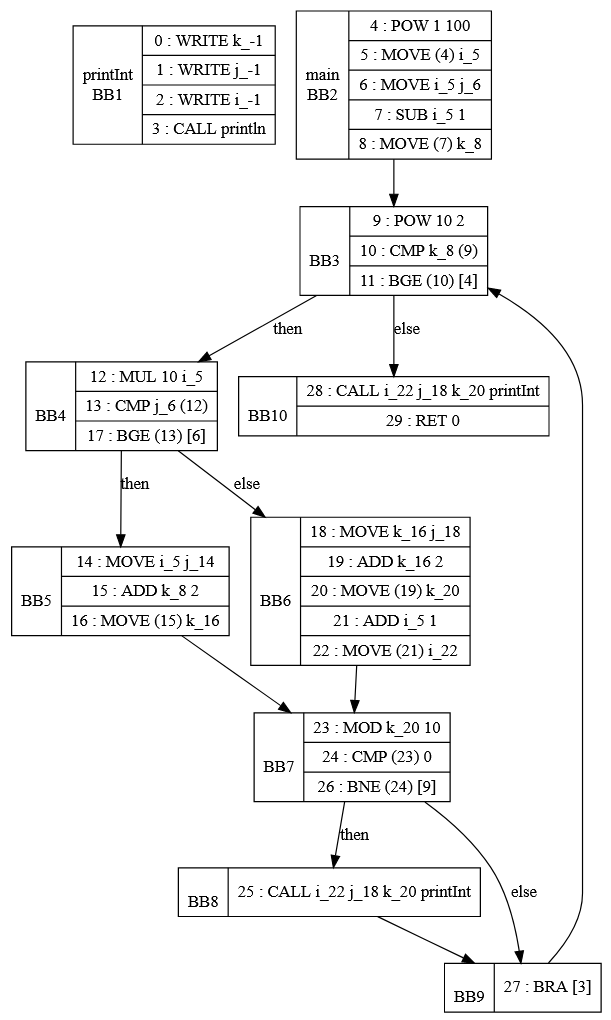 printInt
BB1
0 : WRITE k_-1
1 : WRITE j_-1
2 : WRITE i_-1
3 : CALL println
main
BB2
4 : POW 1 100
5 : MOVE (4) i_5
6 : MOVE i_5 j_6
7 : SUB i_5 1
8 : MOVE (7) k_8
BB3
9 : POW 10 2
10 : CMP k_8 (9)
11 : BGE (10) [4]
then
else
BB4
12 : MUL 10 i_5
13 : CMP j_6 (12)
17 : BGE (13) [6]
BB10
28 : CALL i_22 j_18 k_20 printInt
29 : RET 0
then
else
BB5
14 : MOVE i_5 j_14
15 : ADD k_8 2
16 : MOVE (15) k_16
BB6
18 : MOVE k_16 j_18
19 : ADD k_16 2
20 : MOVE (19) k_20
21 : ADD i_5 1
22 : MOVE (21) i_22
BB7
23 : MOD k_20 10
24 : CMP (23) 0
26 : BNE (24) [9]
then
else
BB8
25 : CALL i_22 j_18 k_20 printInt
BB9
27 : BRA [3]